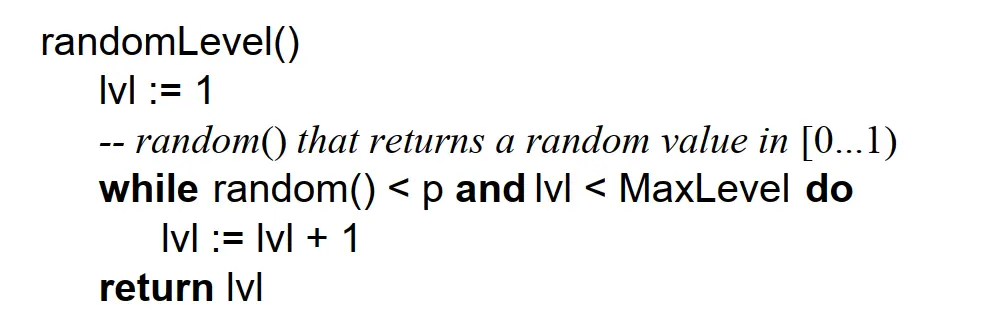 randomLevel()
lvl := 1
-- random() that returns a random value in [0...1)
while random() < p and lvl < MaxLevel do
lvl := lvl + 1
return lvl